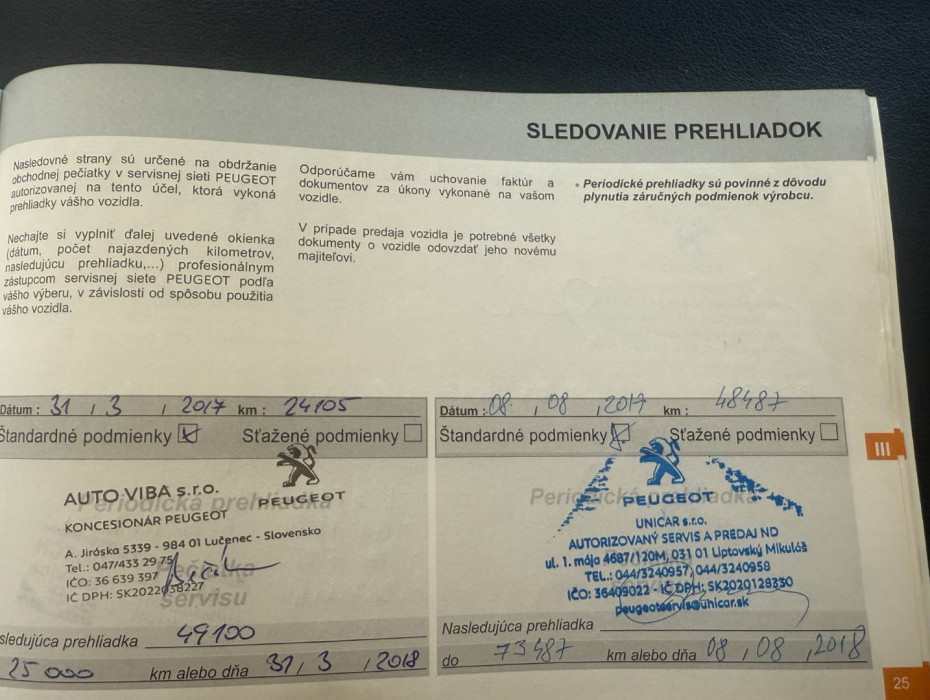 SLEDOVANIE PREHLIADOK
Nasledovné strany sú určené na obdržanie
obchodnej pečiatky v servisnej sieti PEUGEOT
autorizovanej na tento účel, ktorá vykoná
prehliadky vášho vozidla.
Nechajte si vyplniť ďalej uvedené okienka
(dátum, počet najazdených kilometrov,
nasledujúcu prehliadku,...) profesionálnym
zástupcom servisnej siete PEUGEOT podľa
vášho výberu, v závislosti od spôsobu použitia
vášho vozidla.
Odporúčame vám uchovanie faktúr a
dokumentov za úkony vykonané na vašom
vozidle.
V prípade predaja vozidla je potrebné všetky
dokumenty o vozidle odovzdať jeho novému
majiteľovi.
* Periodické prehliadky sú povinné z dôvodu
plynutia záručných podmienok výrobcu.
Dátum : 31 / 3 / 2017 km : 24105
Štandardné podmienky Sťažené podmienky
Periodická prehliadka
PEUGEOT
AUTO VIBA s.r.o.
KONCESIONÁR PEUGEOT
A. Jiráska 5339 - 984 01 Lučenec - Slovensko
Tel.: 047/433 29 75
IČO: 36 639 397
IČ DPH: SK2022038227
Pečiatka
servisu
sledujúca prehliadka 49100
25 000 km alebo dňa 31 / 3 / 2018
Dátum : 08 / 08 / 2017 km : 48487
Štandardné podmienky Sťažené podmienky
Periodická prehliadka
PEUGEOT
UNICAR s.r.o.
AUTORIZOVANÝ SERVIS A PREDAJ ND
ul. 1. mája 4687/120M, 031 01 Liptovský Mikuláš
TEL.: 044/3240957, 044/3240958
IČO: 36409022 - IČ DPH: SK2020128330
peugeotservis@unicar.sk
Nasledujúca prehliadka
do 73487 km alebo dňa 08 / 08 / 2018
III
25